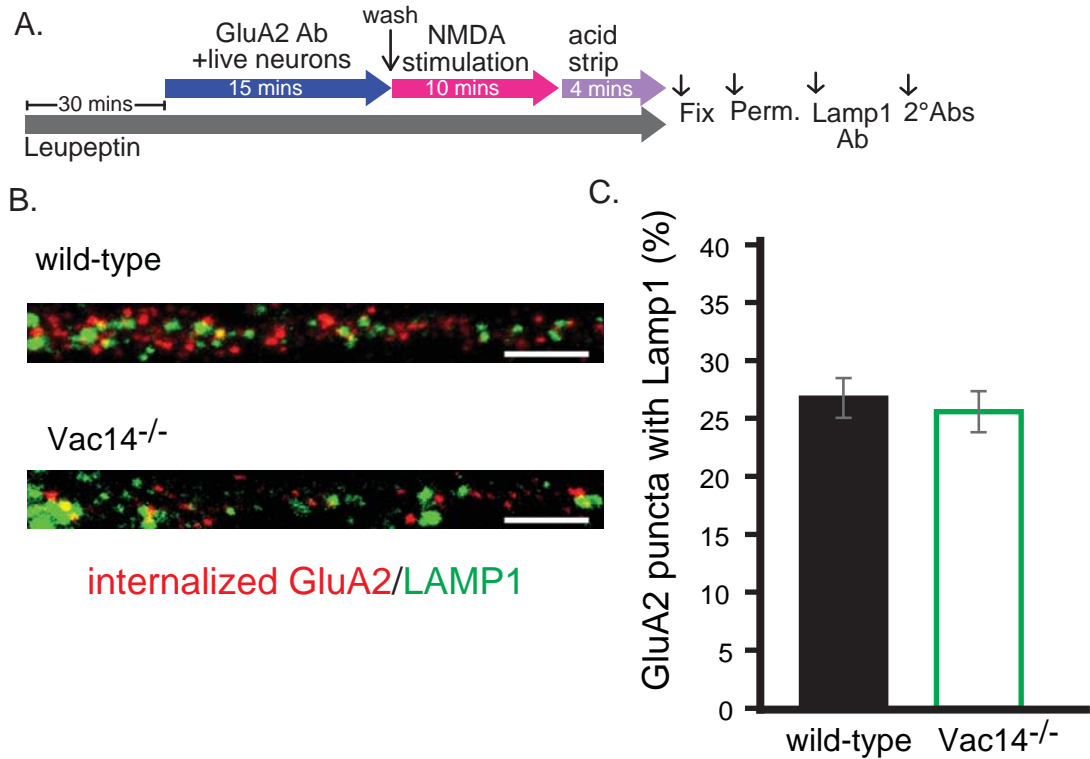 A.
GluA2 Ab
+live neurons
15 mins
wash
NMDA
stimulation
10 mins
acid
strip
4 mins
30 mins
Leupeptin
Fix
Perm.
Lamp1
Ab
2°Abs
B.
wild-type
Vac14-/-
internalized GluA2/LAMP1
C.
GluA2 puncta with Lamp1 (%)
40
35
30
25
20
15
10
5
0
wild-type
Vac14-/-